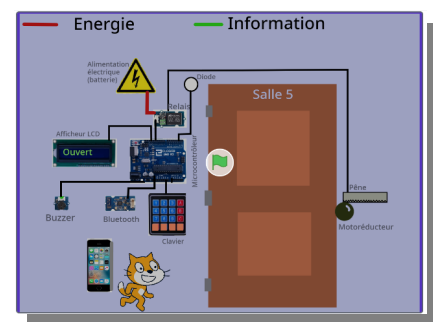 Energie
Information
Alimentation
électrique
(batterie)
Diode
Salle 5
Relais
Afficheur LCD
Ouvert
Microcontrôleur
Pêne
Buzzer
Bluetooth
Clavier
Motoréducteur